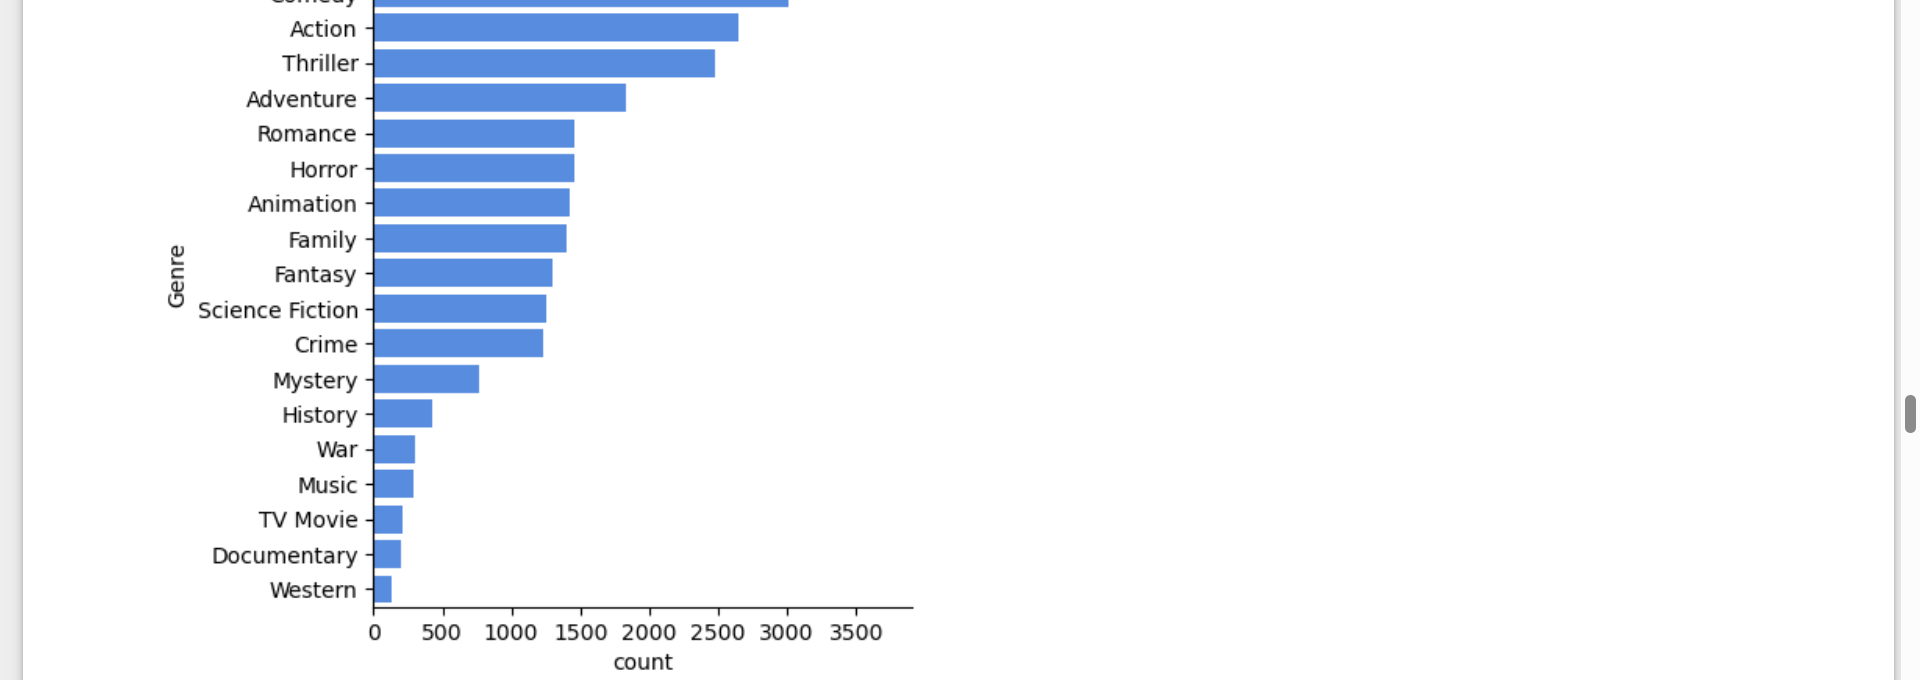 Comedy
Action
Thriller
Adventure
Romance
Horror
Animation
Family
Fantasy
Science Fiction
Crime
Mystery
History
War
Music
TV Movie
Documentary
Western
Genre
0 500 1000 1500 2000 2500 3000 3500
count